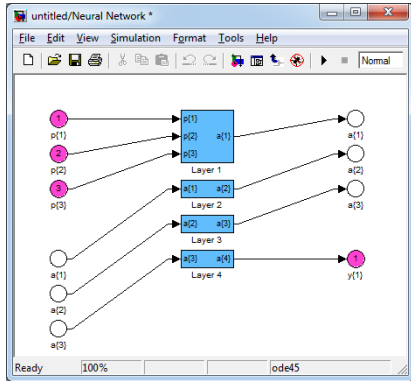 untitled/Neural Network *
File Edit View Simulation Format Tools Help
Normal
1 p{1} a{1}
p{1} p{2} a{1} a{1}
2
p{2} p{3} a{2}
Layer 1
3 a{1} a{2}
p{3} Layer 2 a{3}
a{2} a{3}
Layer 3
a{1} a{3} a{4} 1
Layer 4 y{1}
a{2}
a{3}
Ready 100% ode45